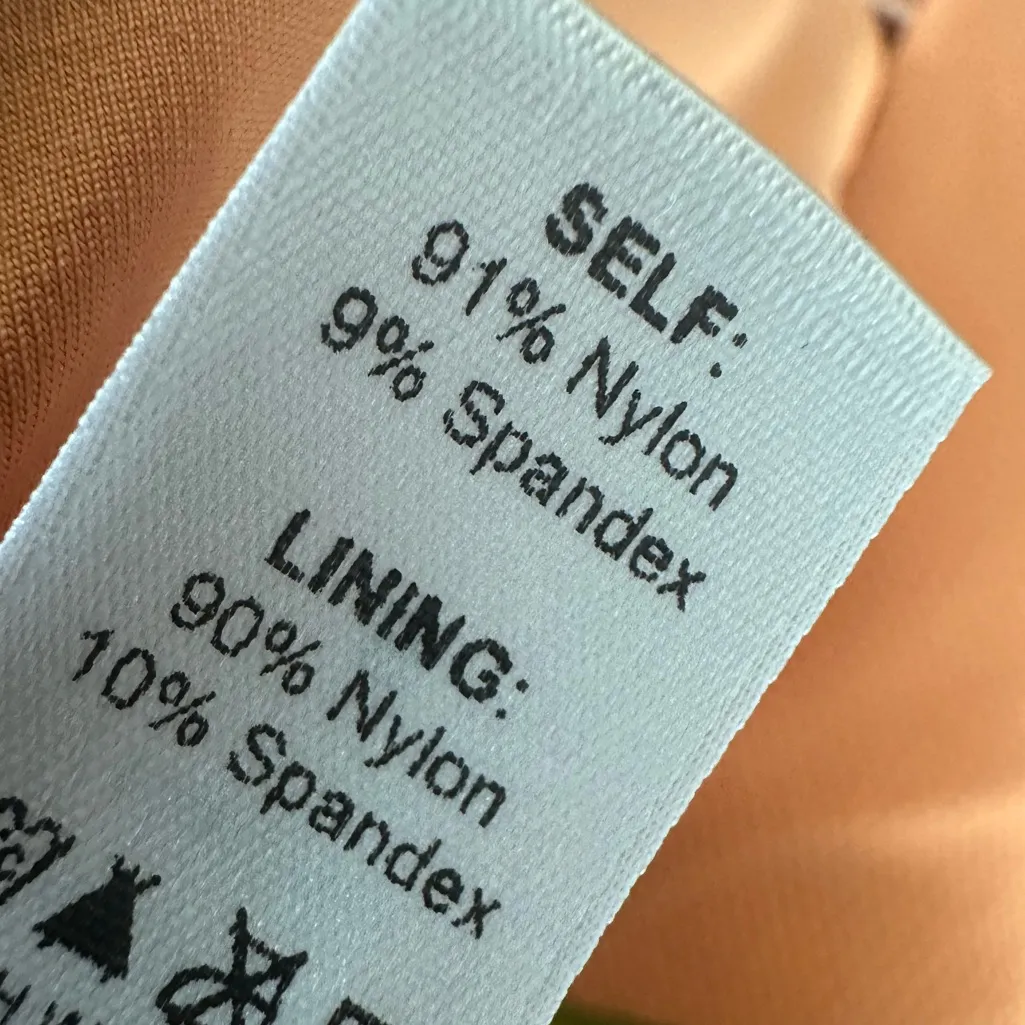 SELF:
91% Nylon
9% Spandex
LINING:
90% Nylon
10% Spandex